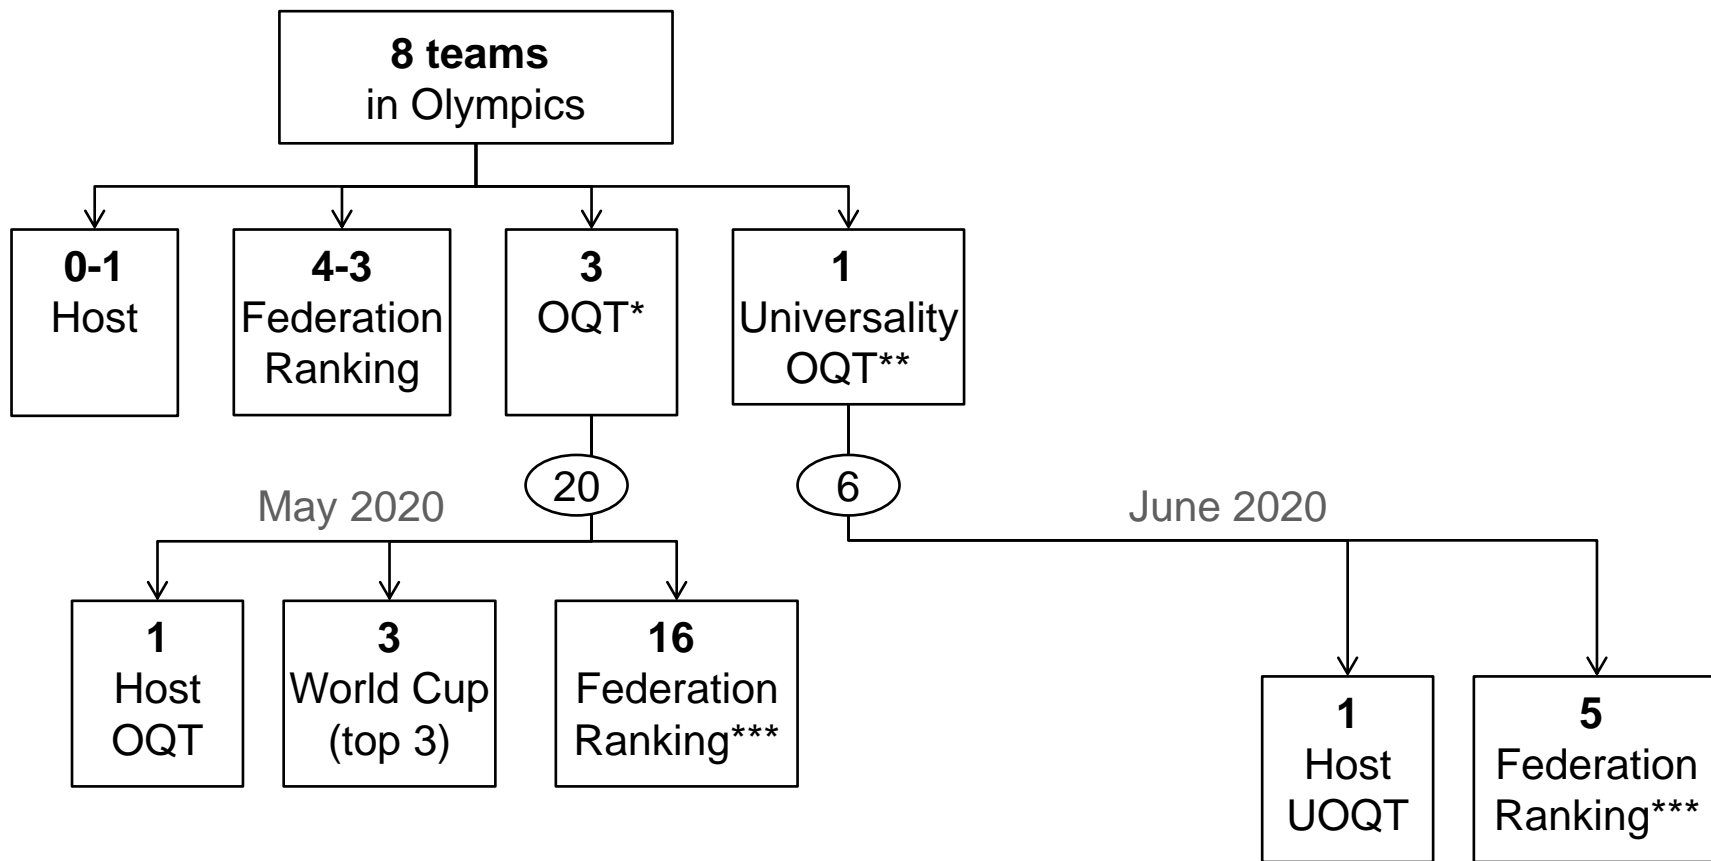 8 teams
in Olympics
0-1
Host
4-3
Federation
Ranking
3
OQT*
1
Universality
OQT**
20
6
May 2020
June 2020
1
Host
OQT
3
World Cup
(top 3)
16
Federation
Ranking***
1
Host
UOQT
5
Federation
Ranking***